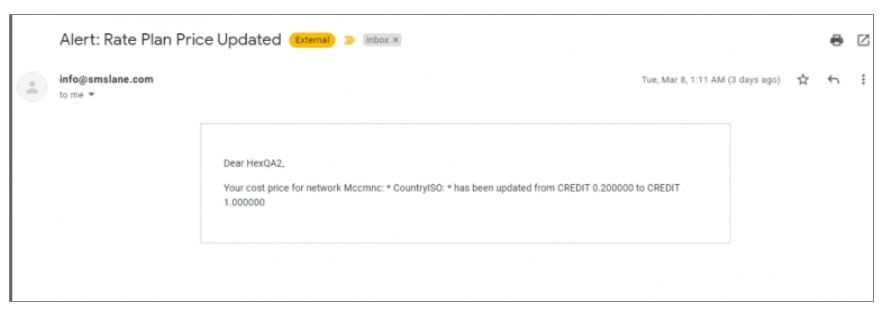 Alert: Rate Plan Price Updated External Inbox ×
info@smslane.com Tue, Mar 8, 1:11 AM (3 days ago)
to me
Dear HexQA2,
Your cost price for network Mccmnc: * CountryISO: * has been updated from CREDIT 0.200000 to CREDIT
1.000000